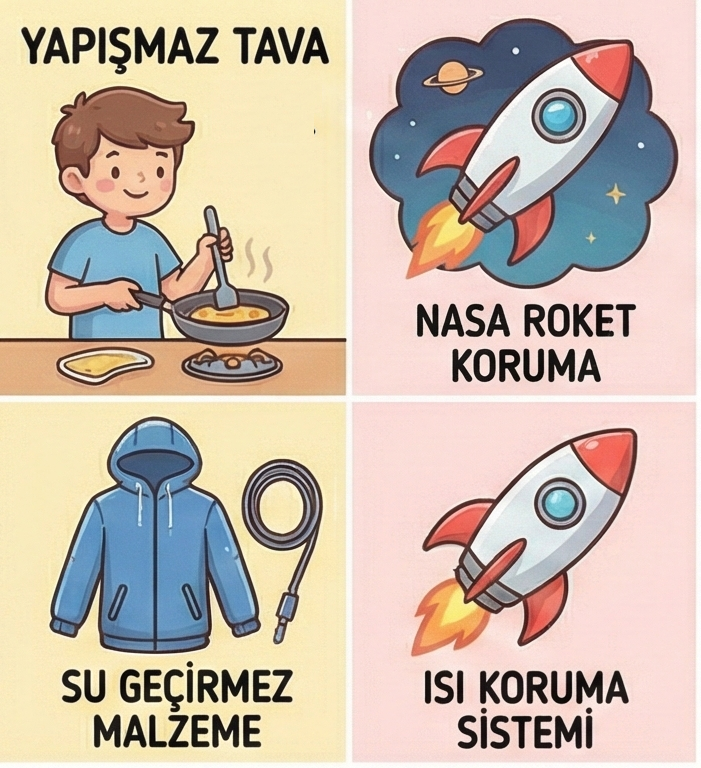 YAPIŞMAZ TAVA
NASA ROKET
KORUMA
SU GEÇİRMEZ
MALZEME
ISI KORUMA
SİSTEMİ